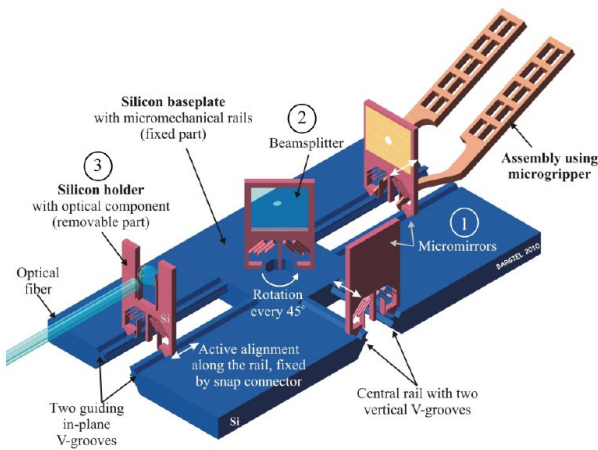 Silicon baseplate
with micromechanical rails
(fixed part)
2
Beamsplitter
3
Silicon holder
with optical component
(removable part)
Assembly using
microgripper
1
Micromirrors
BARGIEL 2010
Optical
fiber
Si
Rotation
every 45°
Active alignment
along the rail, fixed
by snap connector
Two guiding
in-plane
V-grooves
Si
Central rail with two
vertical V-grooves